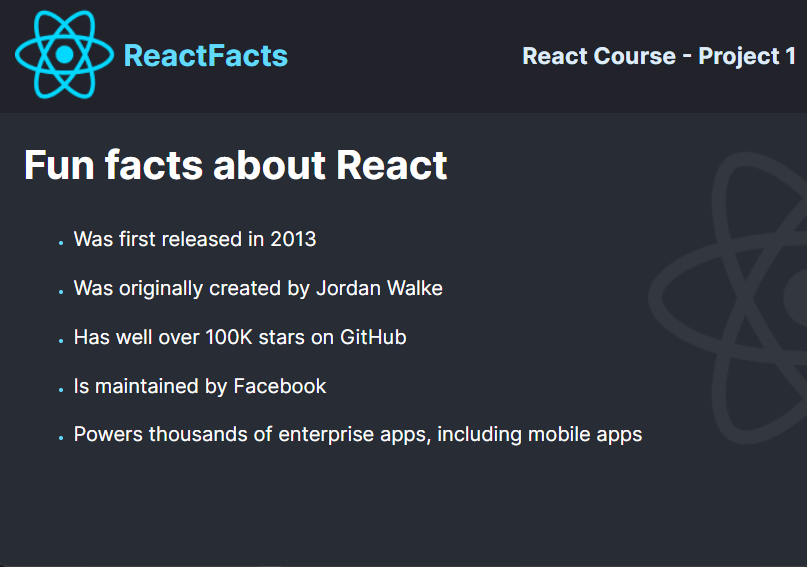 ReactFacts
React Course - Project 1
Fun facts about React
Was first released in 2013
Was originally created by Jordan Walke
Has well over 100K stars on GitHub
Is maintained by Facebook
Powers thousands of enterprise apps, including mobile apps